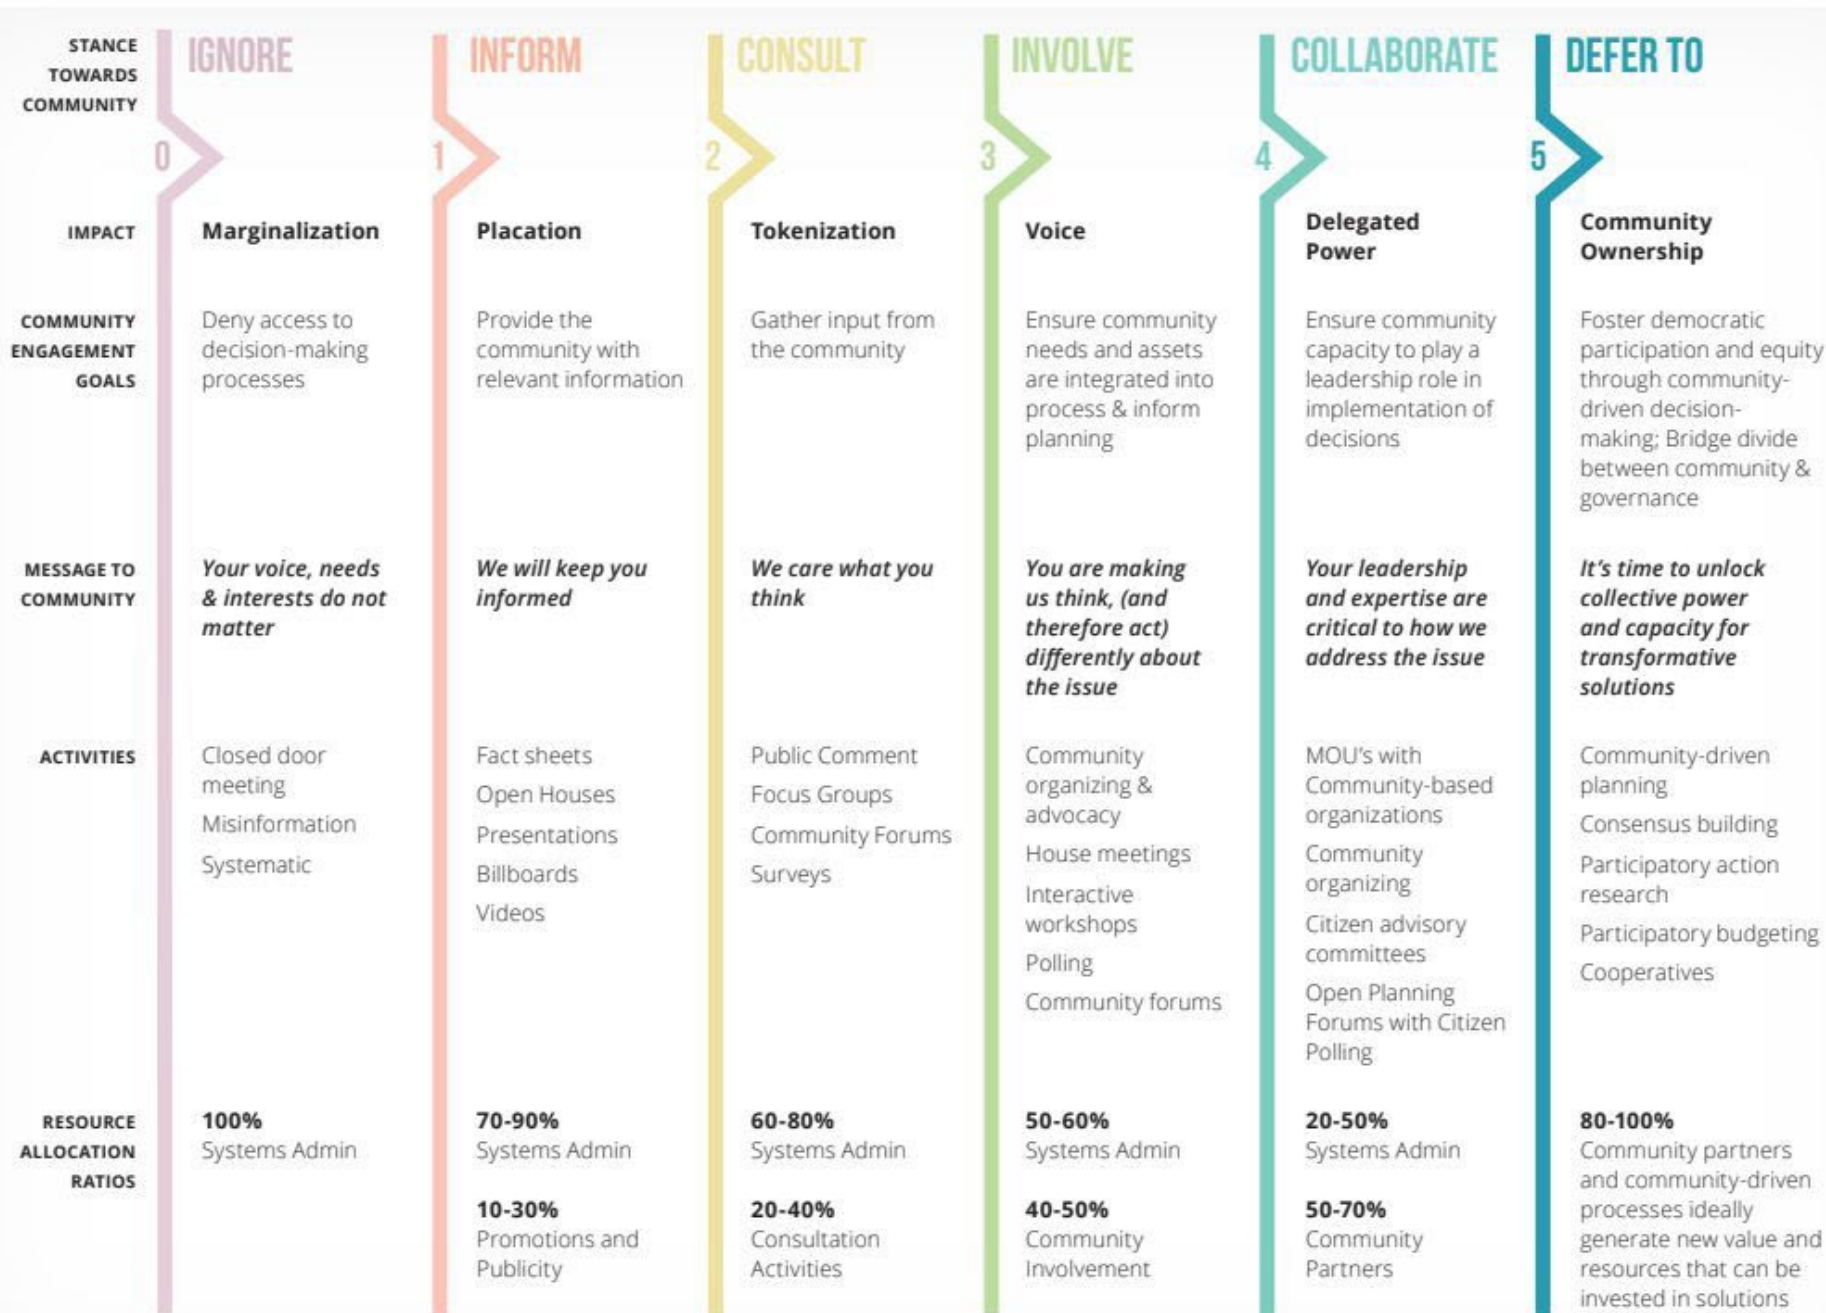 STANCE
TOWARDS
COMMUNITY
IGNORE
INFORM
CONSULT
INVOLVE
COLLABORATE
DEFER TO
0
1
2
3
4
5
IMPACT
Marginalization
Placation
Tokenization
Voice
Delegated
Power
Community
Ownership
COMMUNITY
ENGAGEMENT
GOALS
Deny access to
decision-making
processes
Provide the
community with
relevant information
Gather input from
the community
Ensure community
needs and assets
are integrated into
process & inform
planning
Ensure community
capacity to play a
leadership role in
implementation of
decisions
Foster democratic
participation and equity
through community-
driven decision-
making; Bridge divide
between community &
governance
MESSAGE TO
COMMUNITY
Your voice, needs
& interests do not
matter
We will keep you
informed
We care what you
think
You are making
us think, (and
therefore act)
differently about
the issue
Your leadership
and expertise are
critical to how we
address the issue
It's time to unlock
collective power
and capacity for
transformative
solutions
ACTIVITIES
Closed door
meeting
Misinformation
Systematic
Fact sheets
Open Houses
Presentations
Billboards
Videos
Public Comment
Focus Groups
Community Forums
Surveys
Community
organizing &
advocacy
House meetings
Interactive
workshops
Polling
Community forums
MOU's with
Community-based
organizations
Community
organizing
Citizen advisory
committees
Open Planning
Forums with Citizen
Polling
Community-driven
planning
Consensus building
Participatory action
research
Participatory budgeting
Cooperatives
RESOURCE
ALLOCATION
RATIOS
100%
Systems Admin
70-90%
Systems Admin
10-30%
Promotions and
Publicity
60-80%
Systems Admin
20-40%
Consultation
Activities
50-60%
Systems Admin
40-50%
Community
Involvement
20-50%
Systems Admin
50-70%
Community
Partners
80-100%
Community partners
and community-driven
processes ideally
generate new value and
resources that can be
invested in solutions